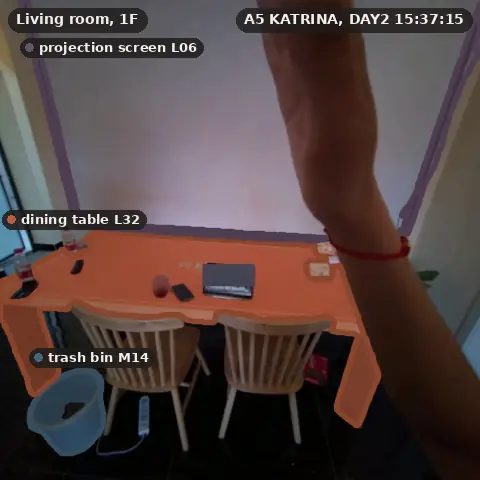 Living room, 1F
A5 KATRINA, DAY2 15:37:15
projection screen L06
dining table L32
trash bin M14